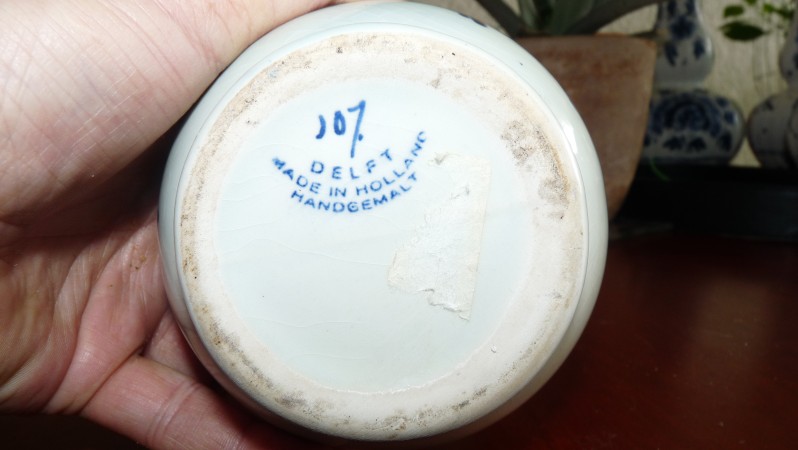 107.
DELFT
MADE IN HOLLAND
HANDGEMALT